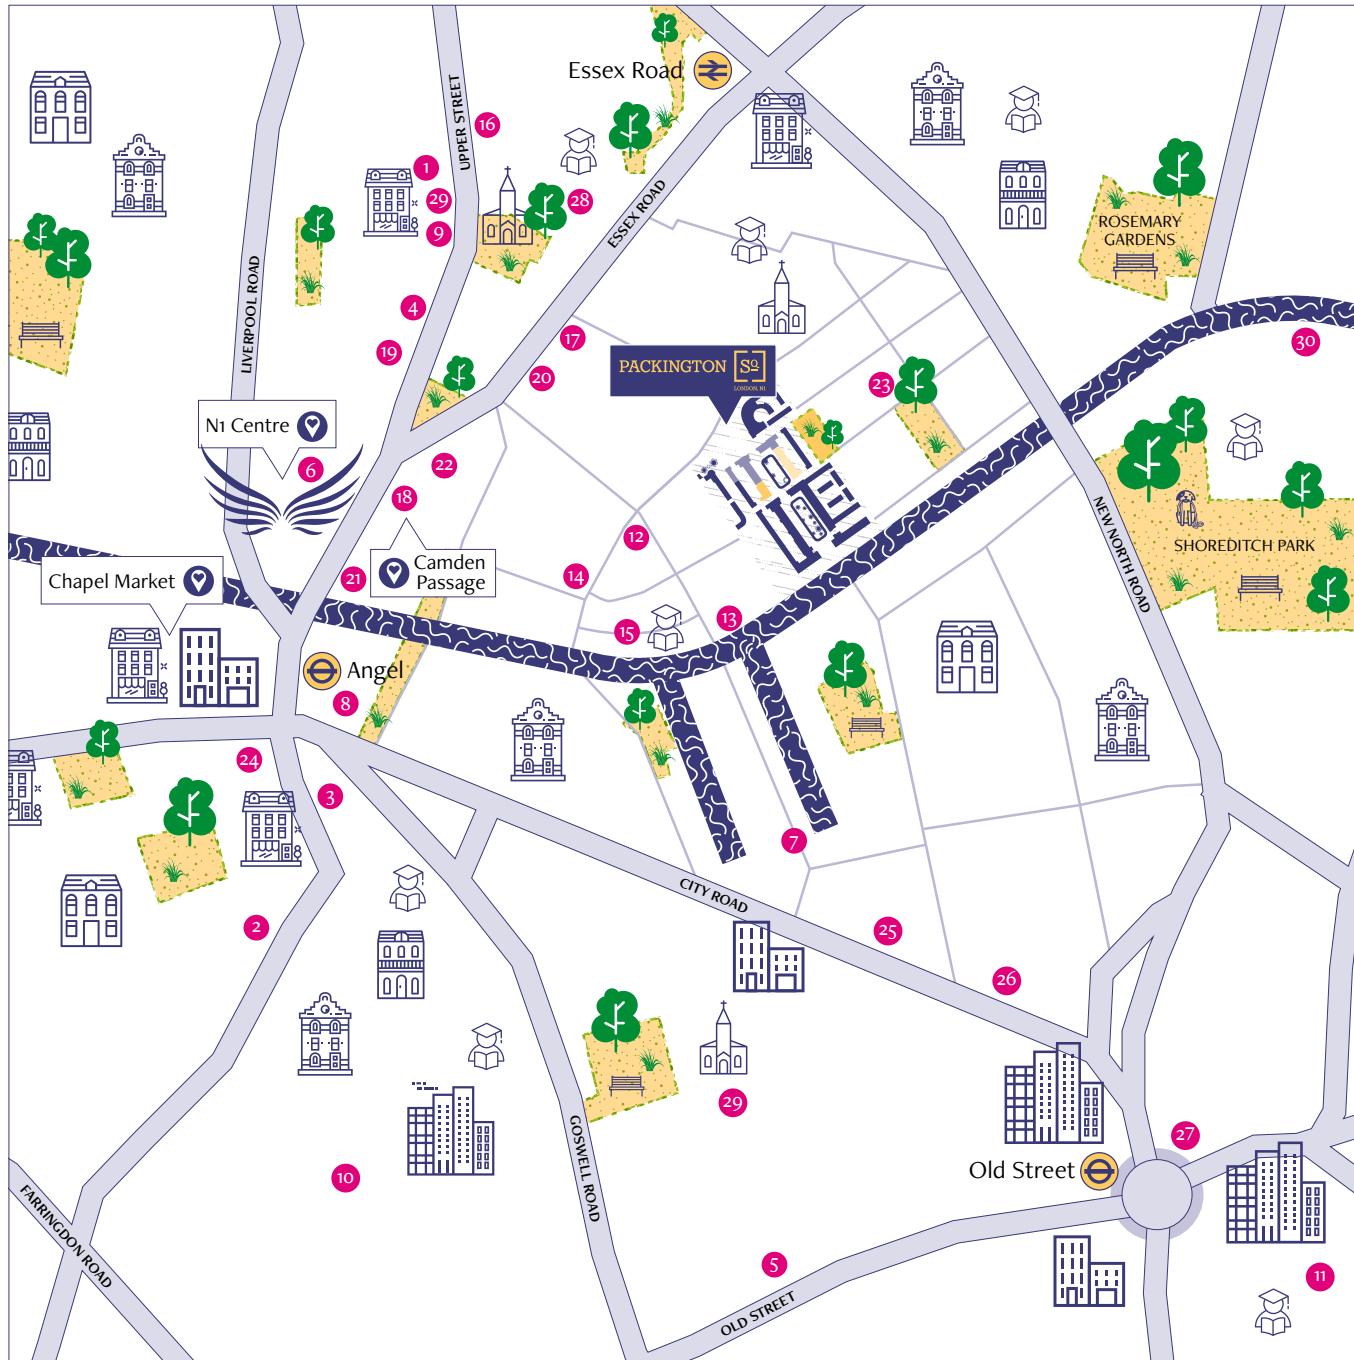 Essex Road
UPPER STREET
16
1
29
9
28
ESSEX ROAD
ROSEMARY
GARDENS
LIVERPOOL ROAD
4
19
17
20
30
PACKINGTON SQ.
LONDON, N1
23
N1 Centre
6
22
18
12
NEW NORTH ROAD
SHOREDITCH PARK
Chapel Market
21
Camden
Passage
14
13
15
Angel
8
24
3
7
CITY ROAD
2
25
26
29
GOSWELL ROAD
10
27
Old Street
FARRINGDON ROAD
5
11
OLD STREET